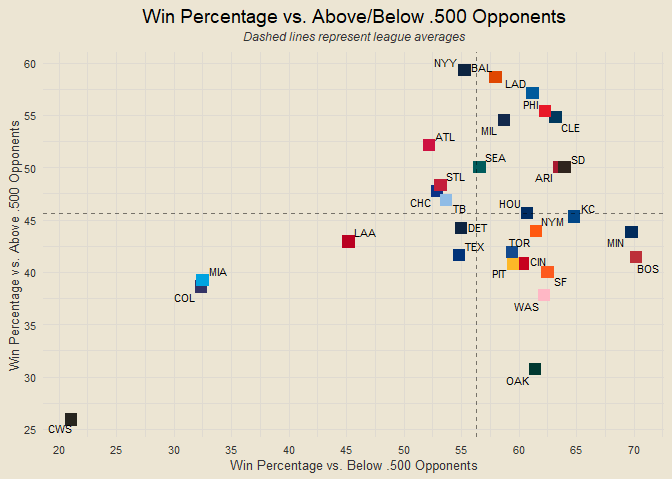 Win Percentage vs. Above/Below .500 Opponents
Dashed lines represent league averages
Win Percentage vs. Above .500 Opponents
60
55
50
45
40
35
30
25
NYY
BAL
LAD
PHI
CLE
MIL
ATL
SEA
SD
ARI
STL
CHC
TB
HOU
KC
NYM
DET
LAA
MIN
TOR
TEX
BOS
CIN
PIT
SF
MIA
COL
WAS
OAK
CWS
20
25
30
35
40
45
50
55
60
65
70
Win Percentage vs. Below .500 Opponents